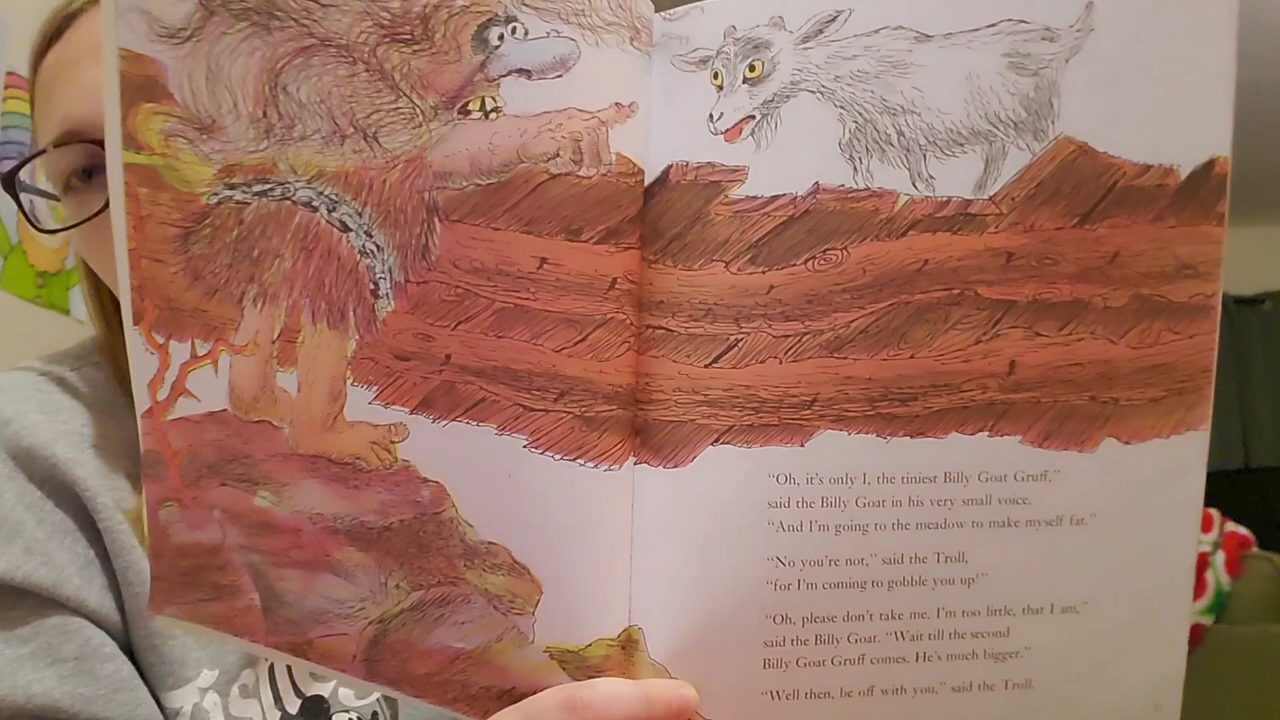 "Oh, it's only I, the tiniest Billy Goat Gruff,"
said the Billy Goat in his very small voice.
"And I'm going to the meadow to make myself fat."
"No you're not," said the Troll,
"for I'm coming to gobble you up!"
"Oh, please don't take me. I'm too little, that I am,"
said the Billy Goat. "Wait till the second
Billy Goat Gruff comes. He's much bigger."
"Well then, be off with you," said the Troll.